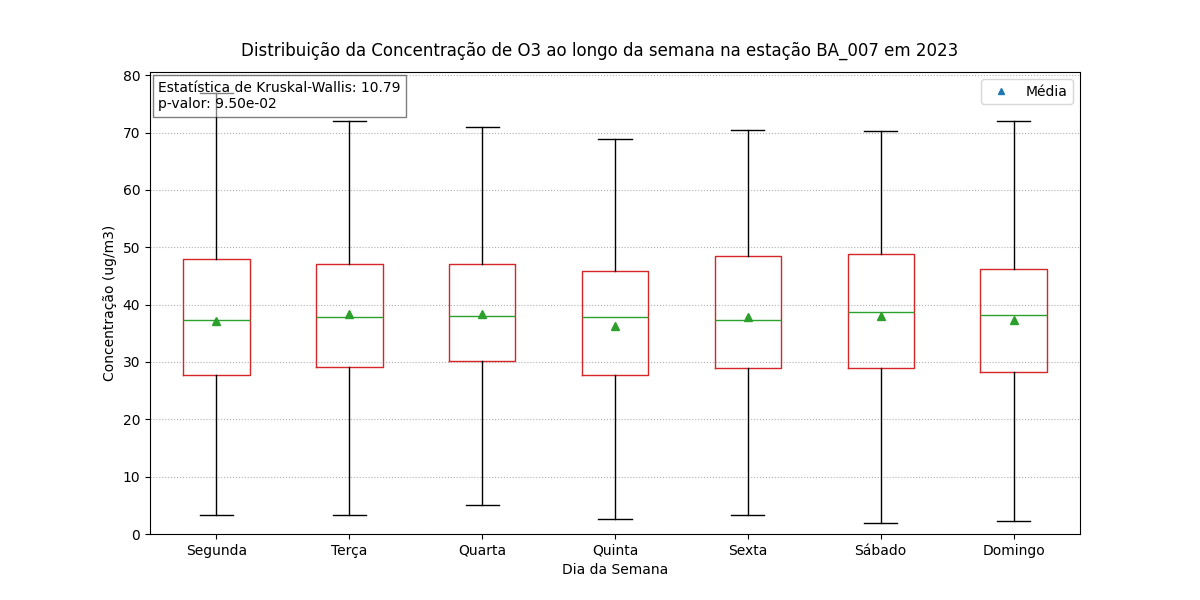 Distribuição da Concentração de O3 ao longo da semana na estação BA_007 em 2023
Estatística de Kruskal-Wallis: 10.79
p-valor: 9.50e-02
Média
Concentração (ug/m3)
80
70
60
50
40
30
20
10
0
Segunda Terça Quarta Quinta Sexta Sábado Domingo
Dia da Semana